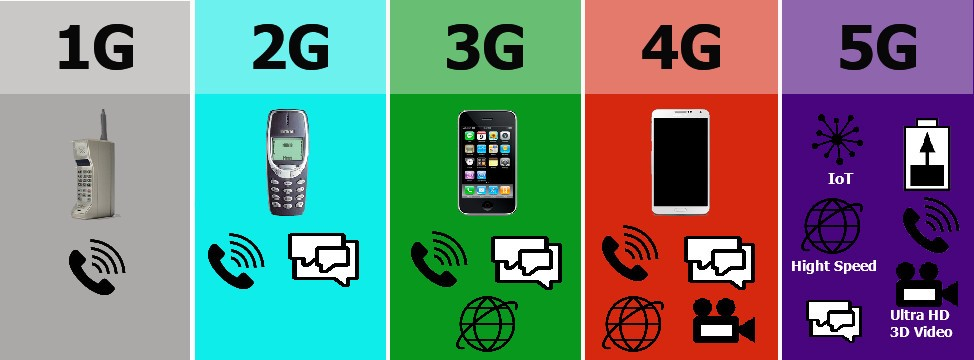 1G
2G
3G
4G
5G
IoT
Hight Speed
Ultra HD
3D Video